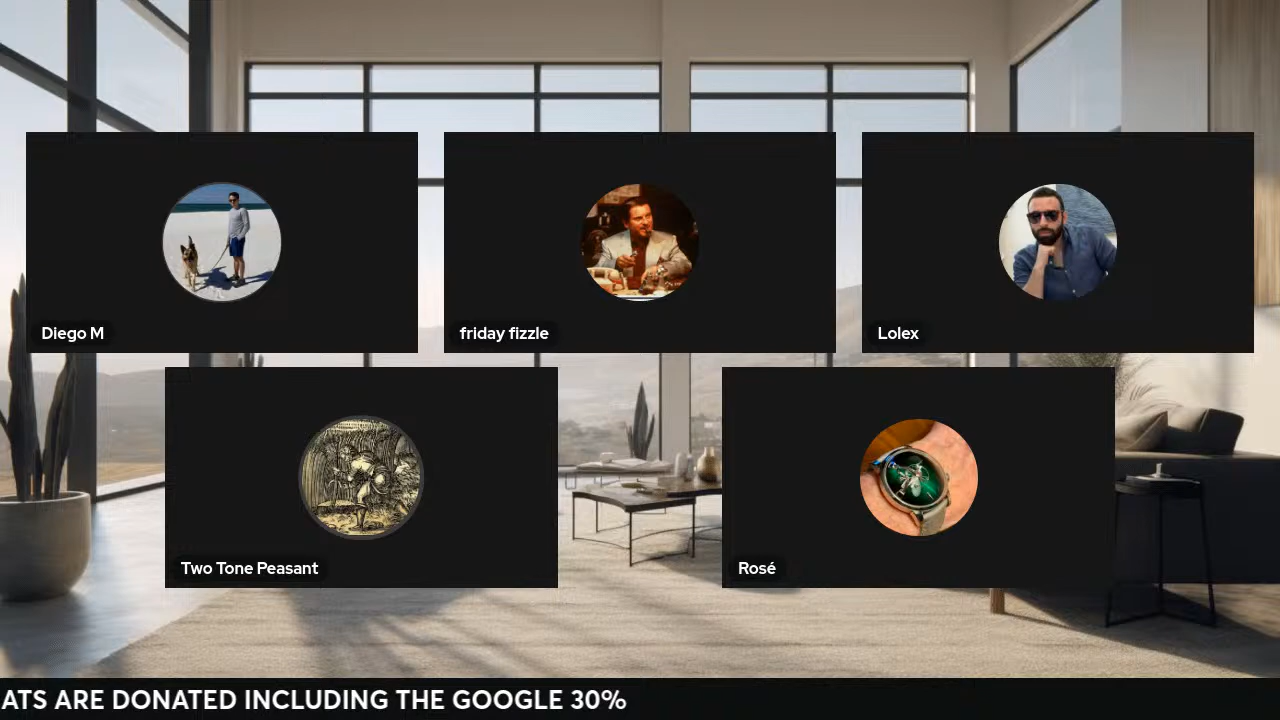 Diego M
friday fizzle
Lolex
Two Tone Peasant
Rosé
ATS ARE DONATED INCLUDING THE GOOGLE 30%